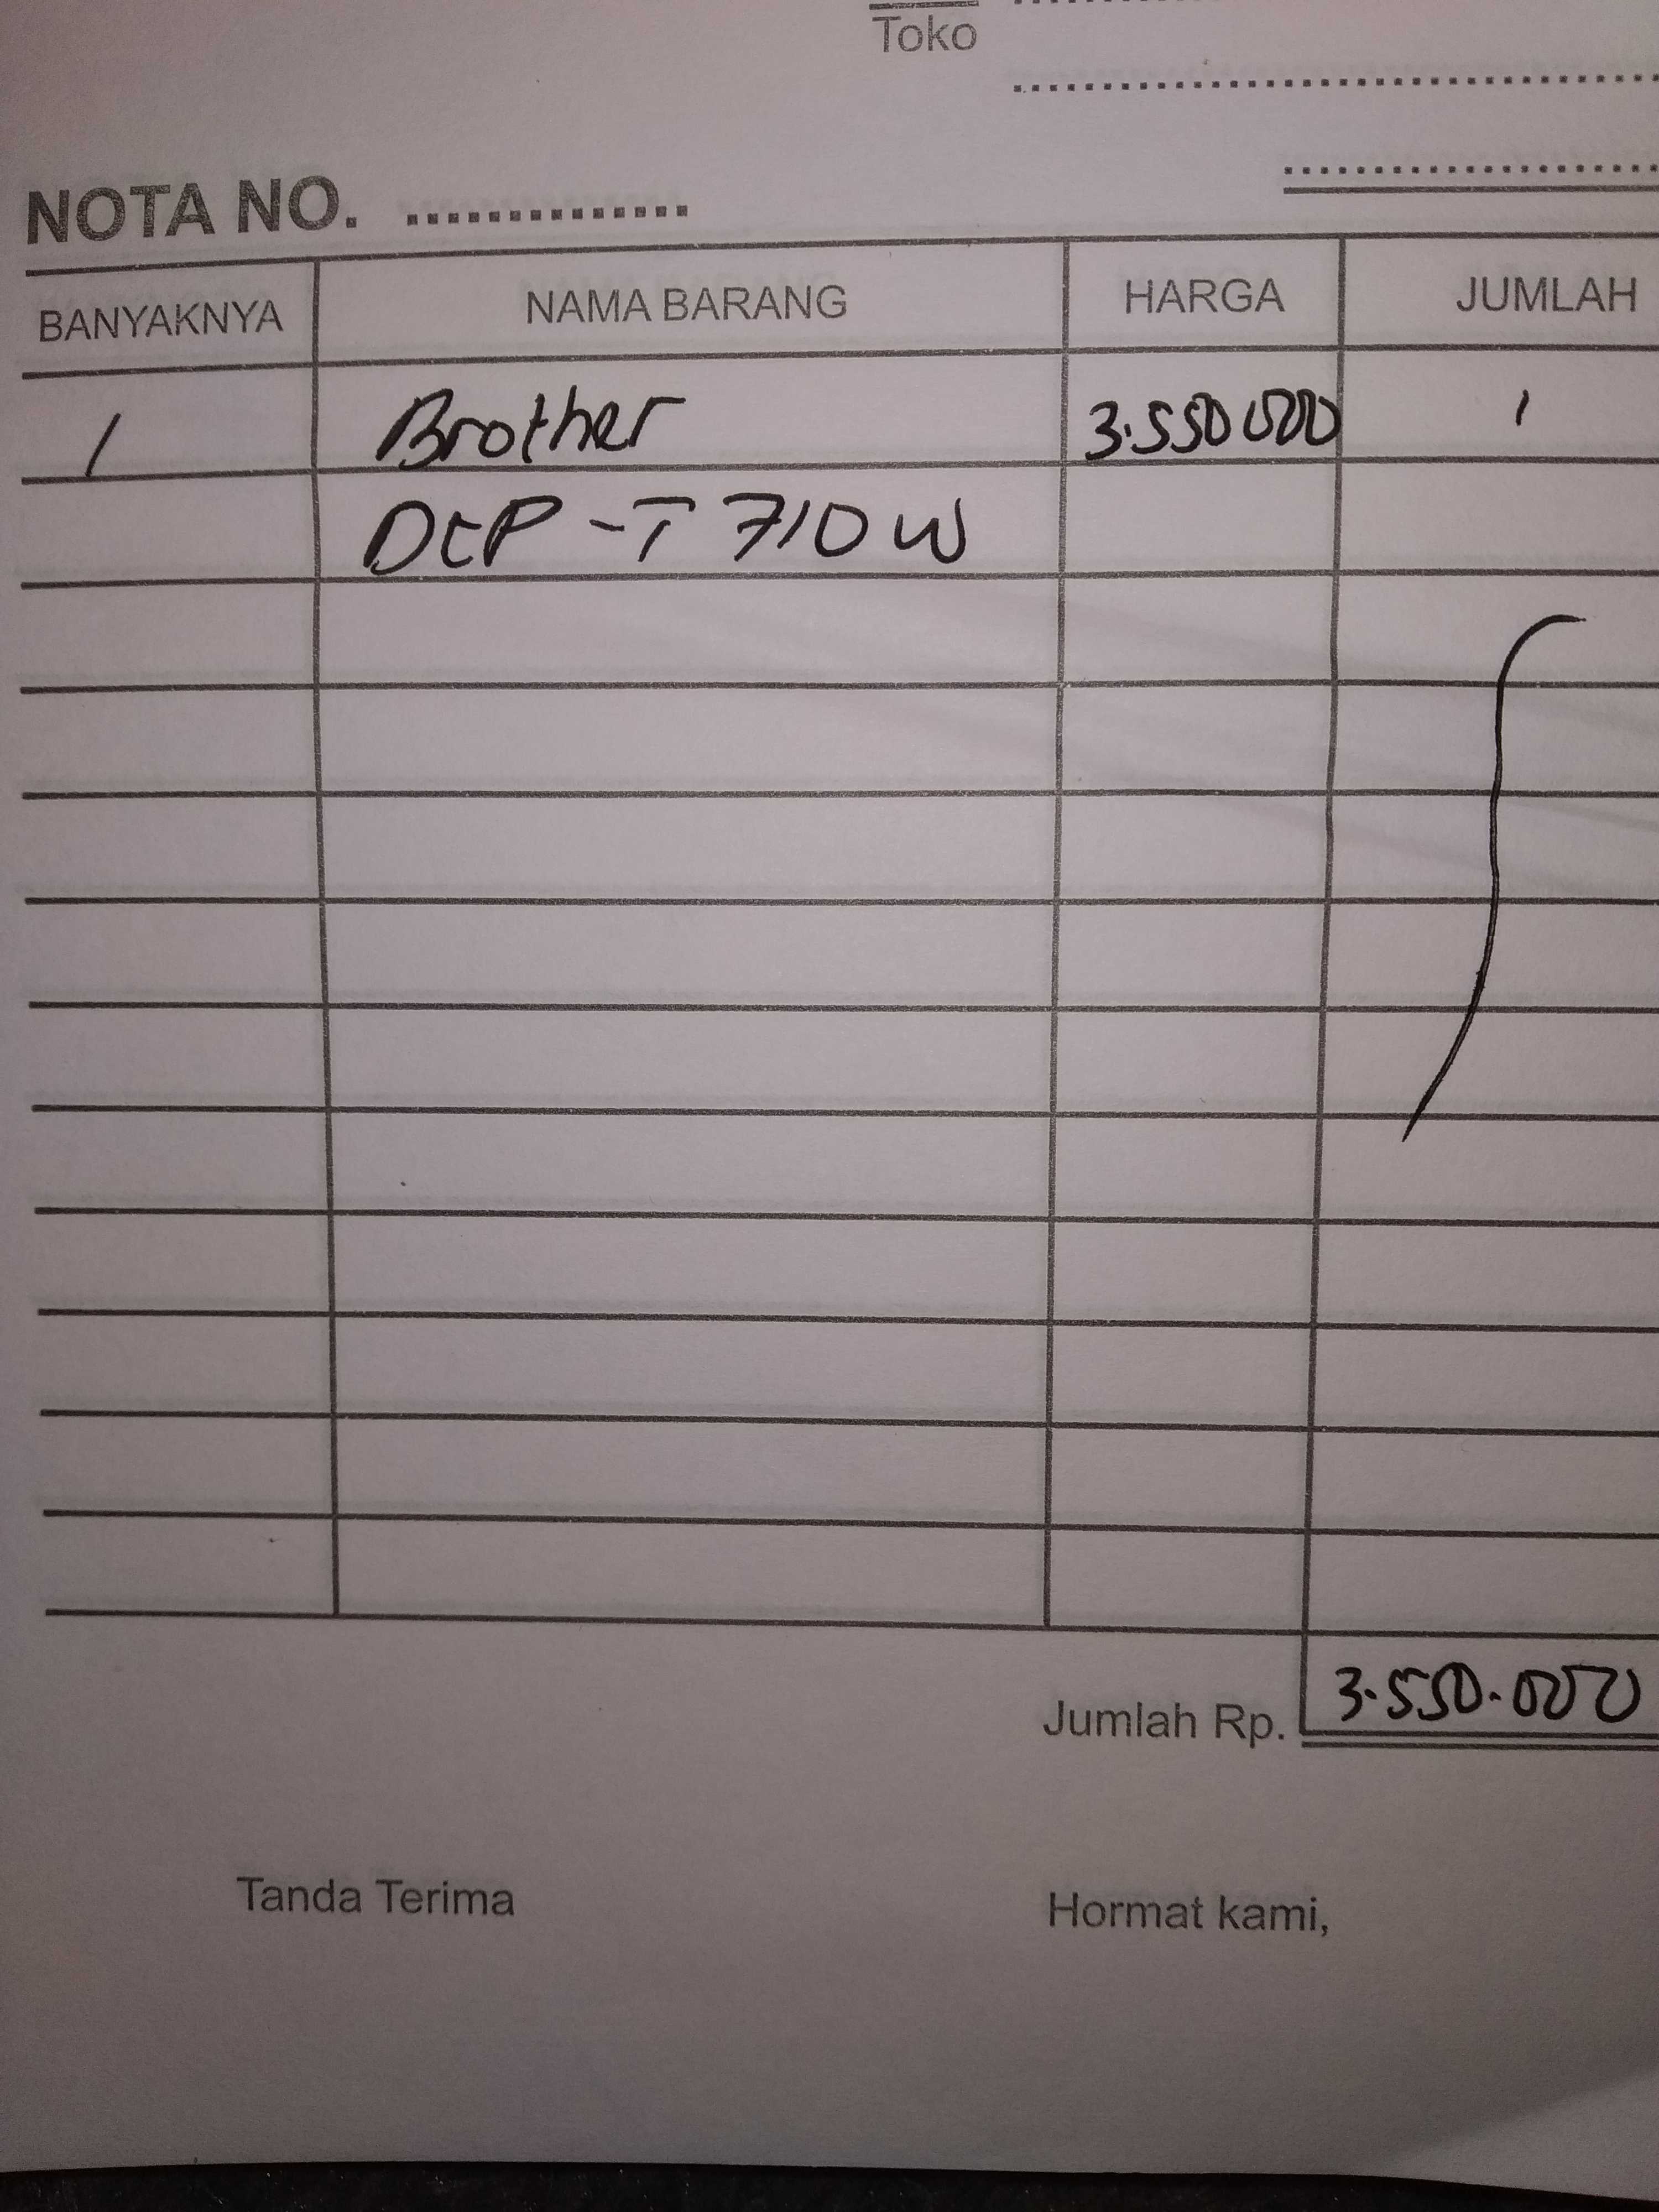 Toko
NOTA NO. ...............
BANYAKNYA NAMA BARANG HARGA JUMLAH
1 Brother 3.550 000 1
DCP - T 710 W
Jumlah Rp. 3.550.000
Tanda Terima Hormat kami,